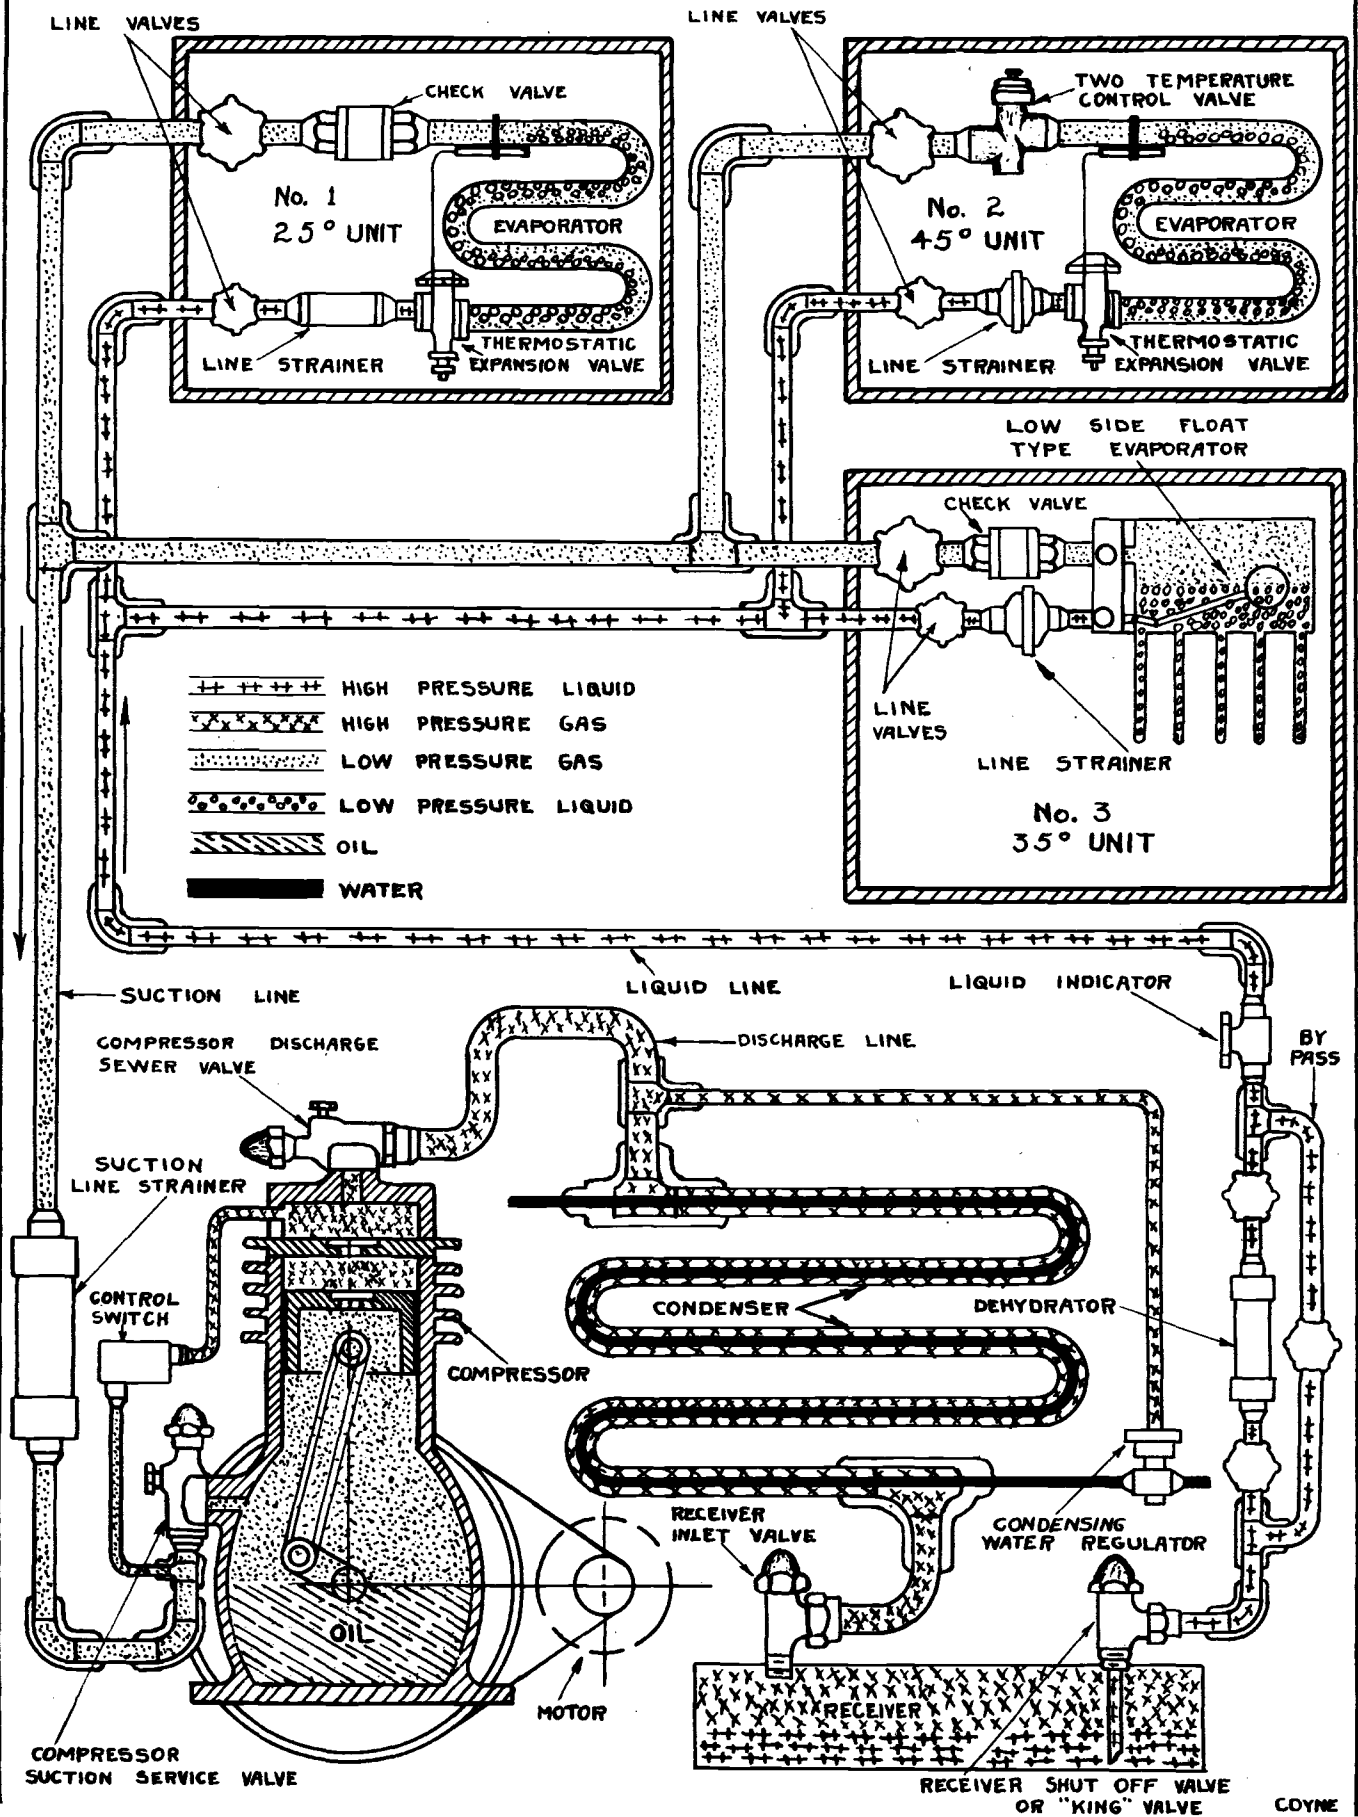 LINE VALVES
LINE VALVES
CHECK VALVE
TWO TEMPERATURE
CONTROL VALVE
No. 1
25° UNIT
EVAPORATOR
No. 2
45° UNIT
EVAPORATOR
LINE STRAINER
THERMOSTATIC
EXPANSION VALVE
LINE STRAINER
THERMOSTATIC
EXPANSION VALVE
LOW SIDE FLOAT
TYPE EVAPORATOR
CHECK VALVE
LINE
VALVES
LINE STRAINER
No. 3
35° UNIT
HIGH PRESSURE LIQUID
HIGH PRESSURE GAS
LOW PRESSURE GAS
LOW PRESSURE LIQUID
OIL
WATER
SUCTION LINE
LIQUID LINE
LIQUID INDICATOR
BY
PASS
COMPRESSOR DISCHARGE
SEWER VALVE
DISCHARGE LINE
SUCTION
LINE STRAINER
CONTROL
SWITCH
COMPRESSOR
CONDENSER
DEHYDRATOR
RECEIVER
INLET VALVE
CONDENSING
WATER REGULATOR
OIL
MOTOR
RECEIVER
COMPRESSOR
SUCTION SERVICE VALVE
RECEIVER SHUT OFF VALVE
OR "KING" VALVE
COYNE